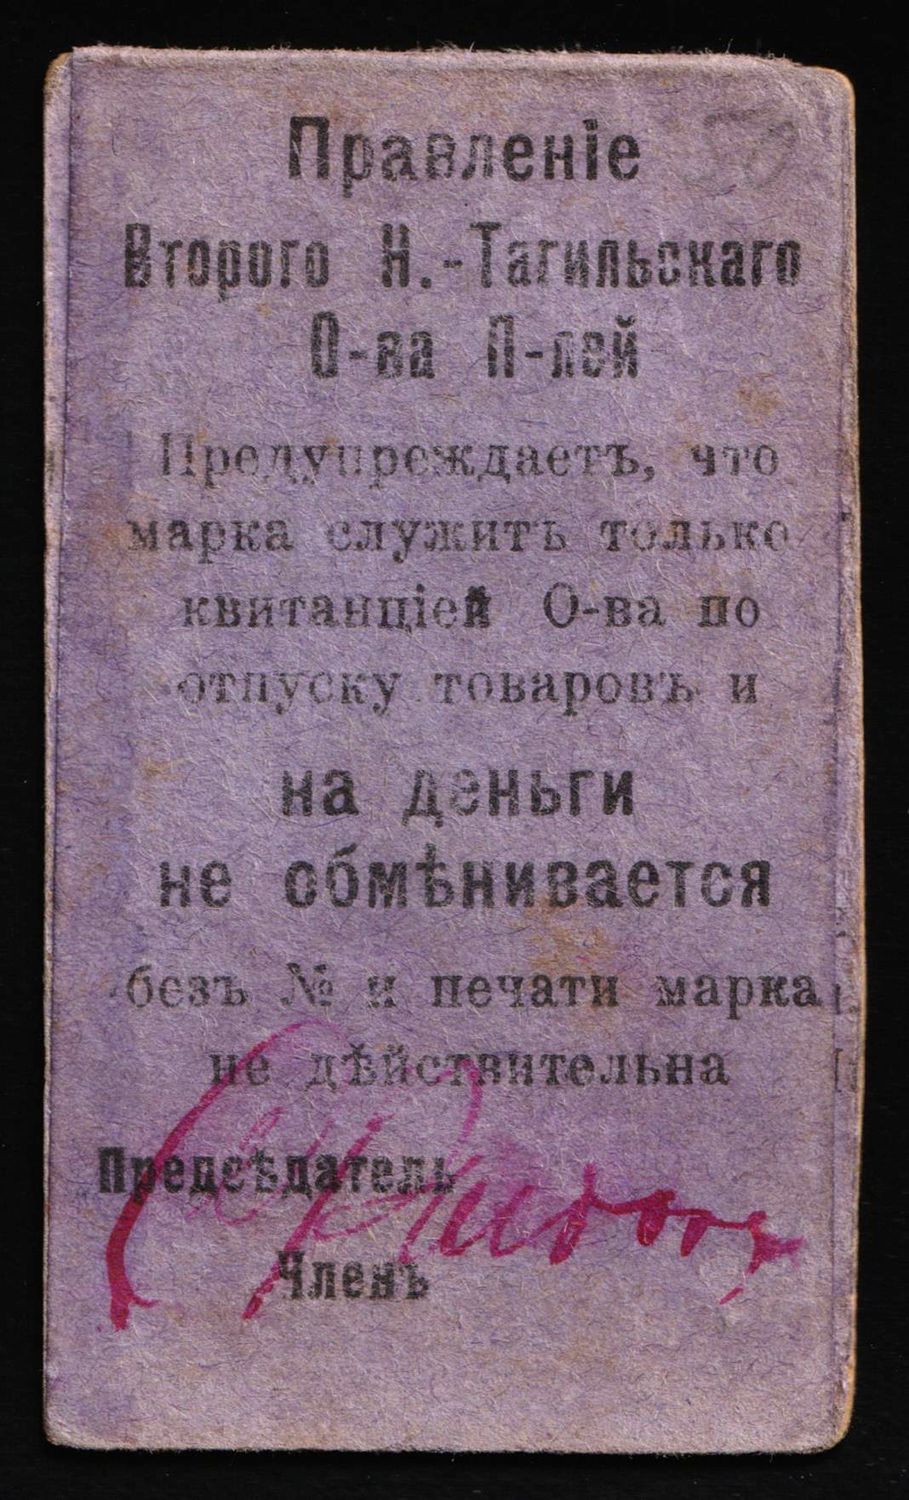 Правленіе
50
Второго Н.-Тагильскаго
О-ва П-лей
Предупреждаетъ, что
марка служитъ только
квитанціей О-ва по
отпуску товаровъ и
на деньги
не обмѣнивается
безъ № и печати марка
не дѣйствительна
Предсѣдатель
Членъ